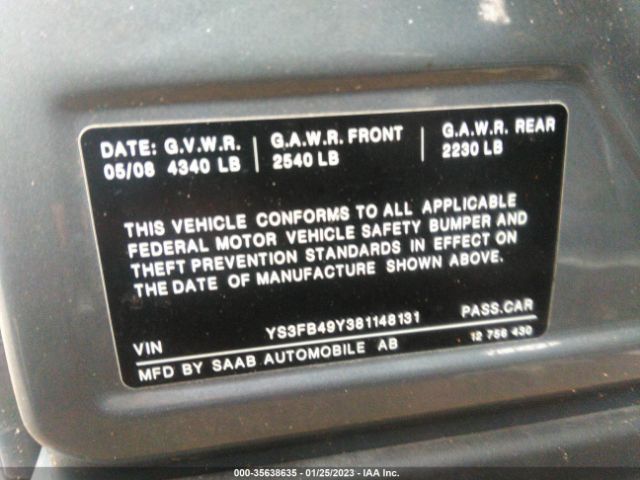 DATE: G.V.W.R. G.A.W.R. FRONT G.A.W.R. REAR
05/08 4340 LB 2540 LB 2230 LB
THIS VEHICLE CONFORMS TO ALL APPLICABLE
FEDERAL MOTOR VEHICLE SAFETY BUMPER AND
THEFT PREVENTION STANDARDS IN EFFECT ON
THE DATE OF MANUFACTURE SHOWN ABOVE.
VIN YS3FB49Y381148131 PASS.CAR
MFD BY SAAB AUTOMOBILE AB 12 756 430
000-35638635 - 01/25/2023 - IAA Inc.